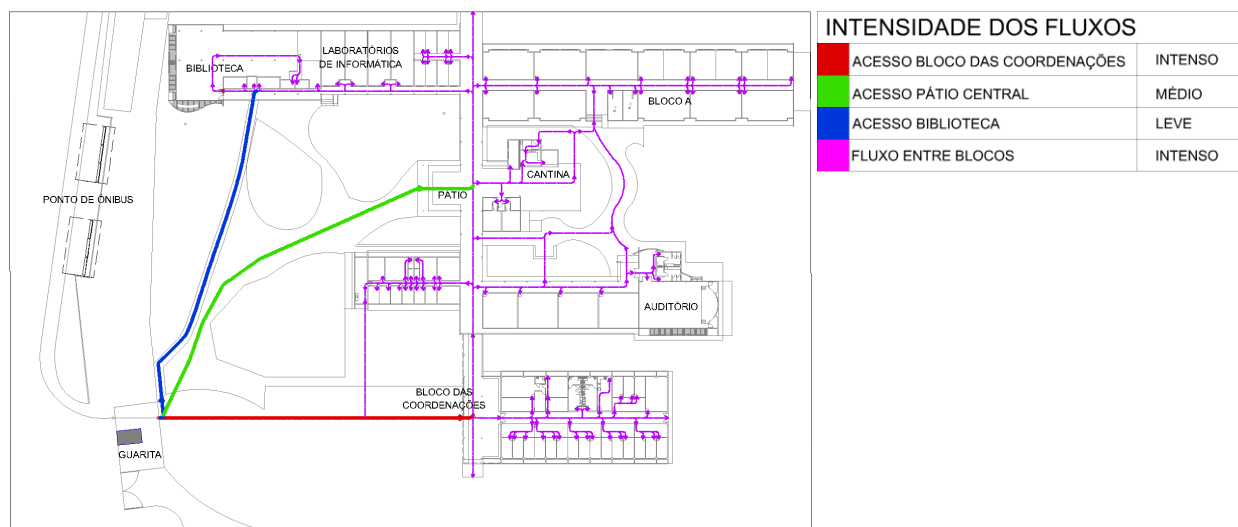 LABORATÓRIOS
DE INFORMÁTICA
BIBLIOTECA
BLOCO A
CANTINA
PÁTIO
PONTO DE ÔNIBUS
AUDITÓRIO
BLOCO DAS
COORDENAÇÕES
GUARITA
INTENSIDADE DOS FLUXOS
ACESSO BLOCO DAS COORDENAÇÕES INTENSO
ACESSO PÁTIO CENTRAL MÉDIO
ACESSO BIBLIOTECA LEVE
FLUXO ENTRE BLOCOS INTENSO